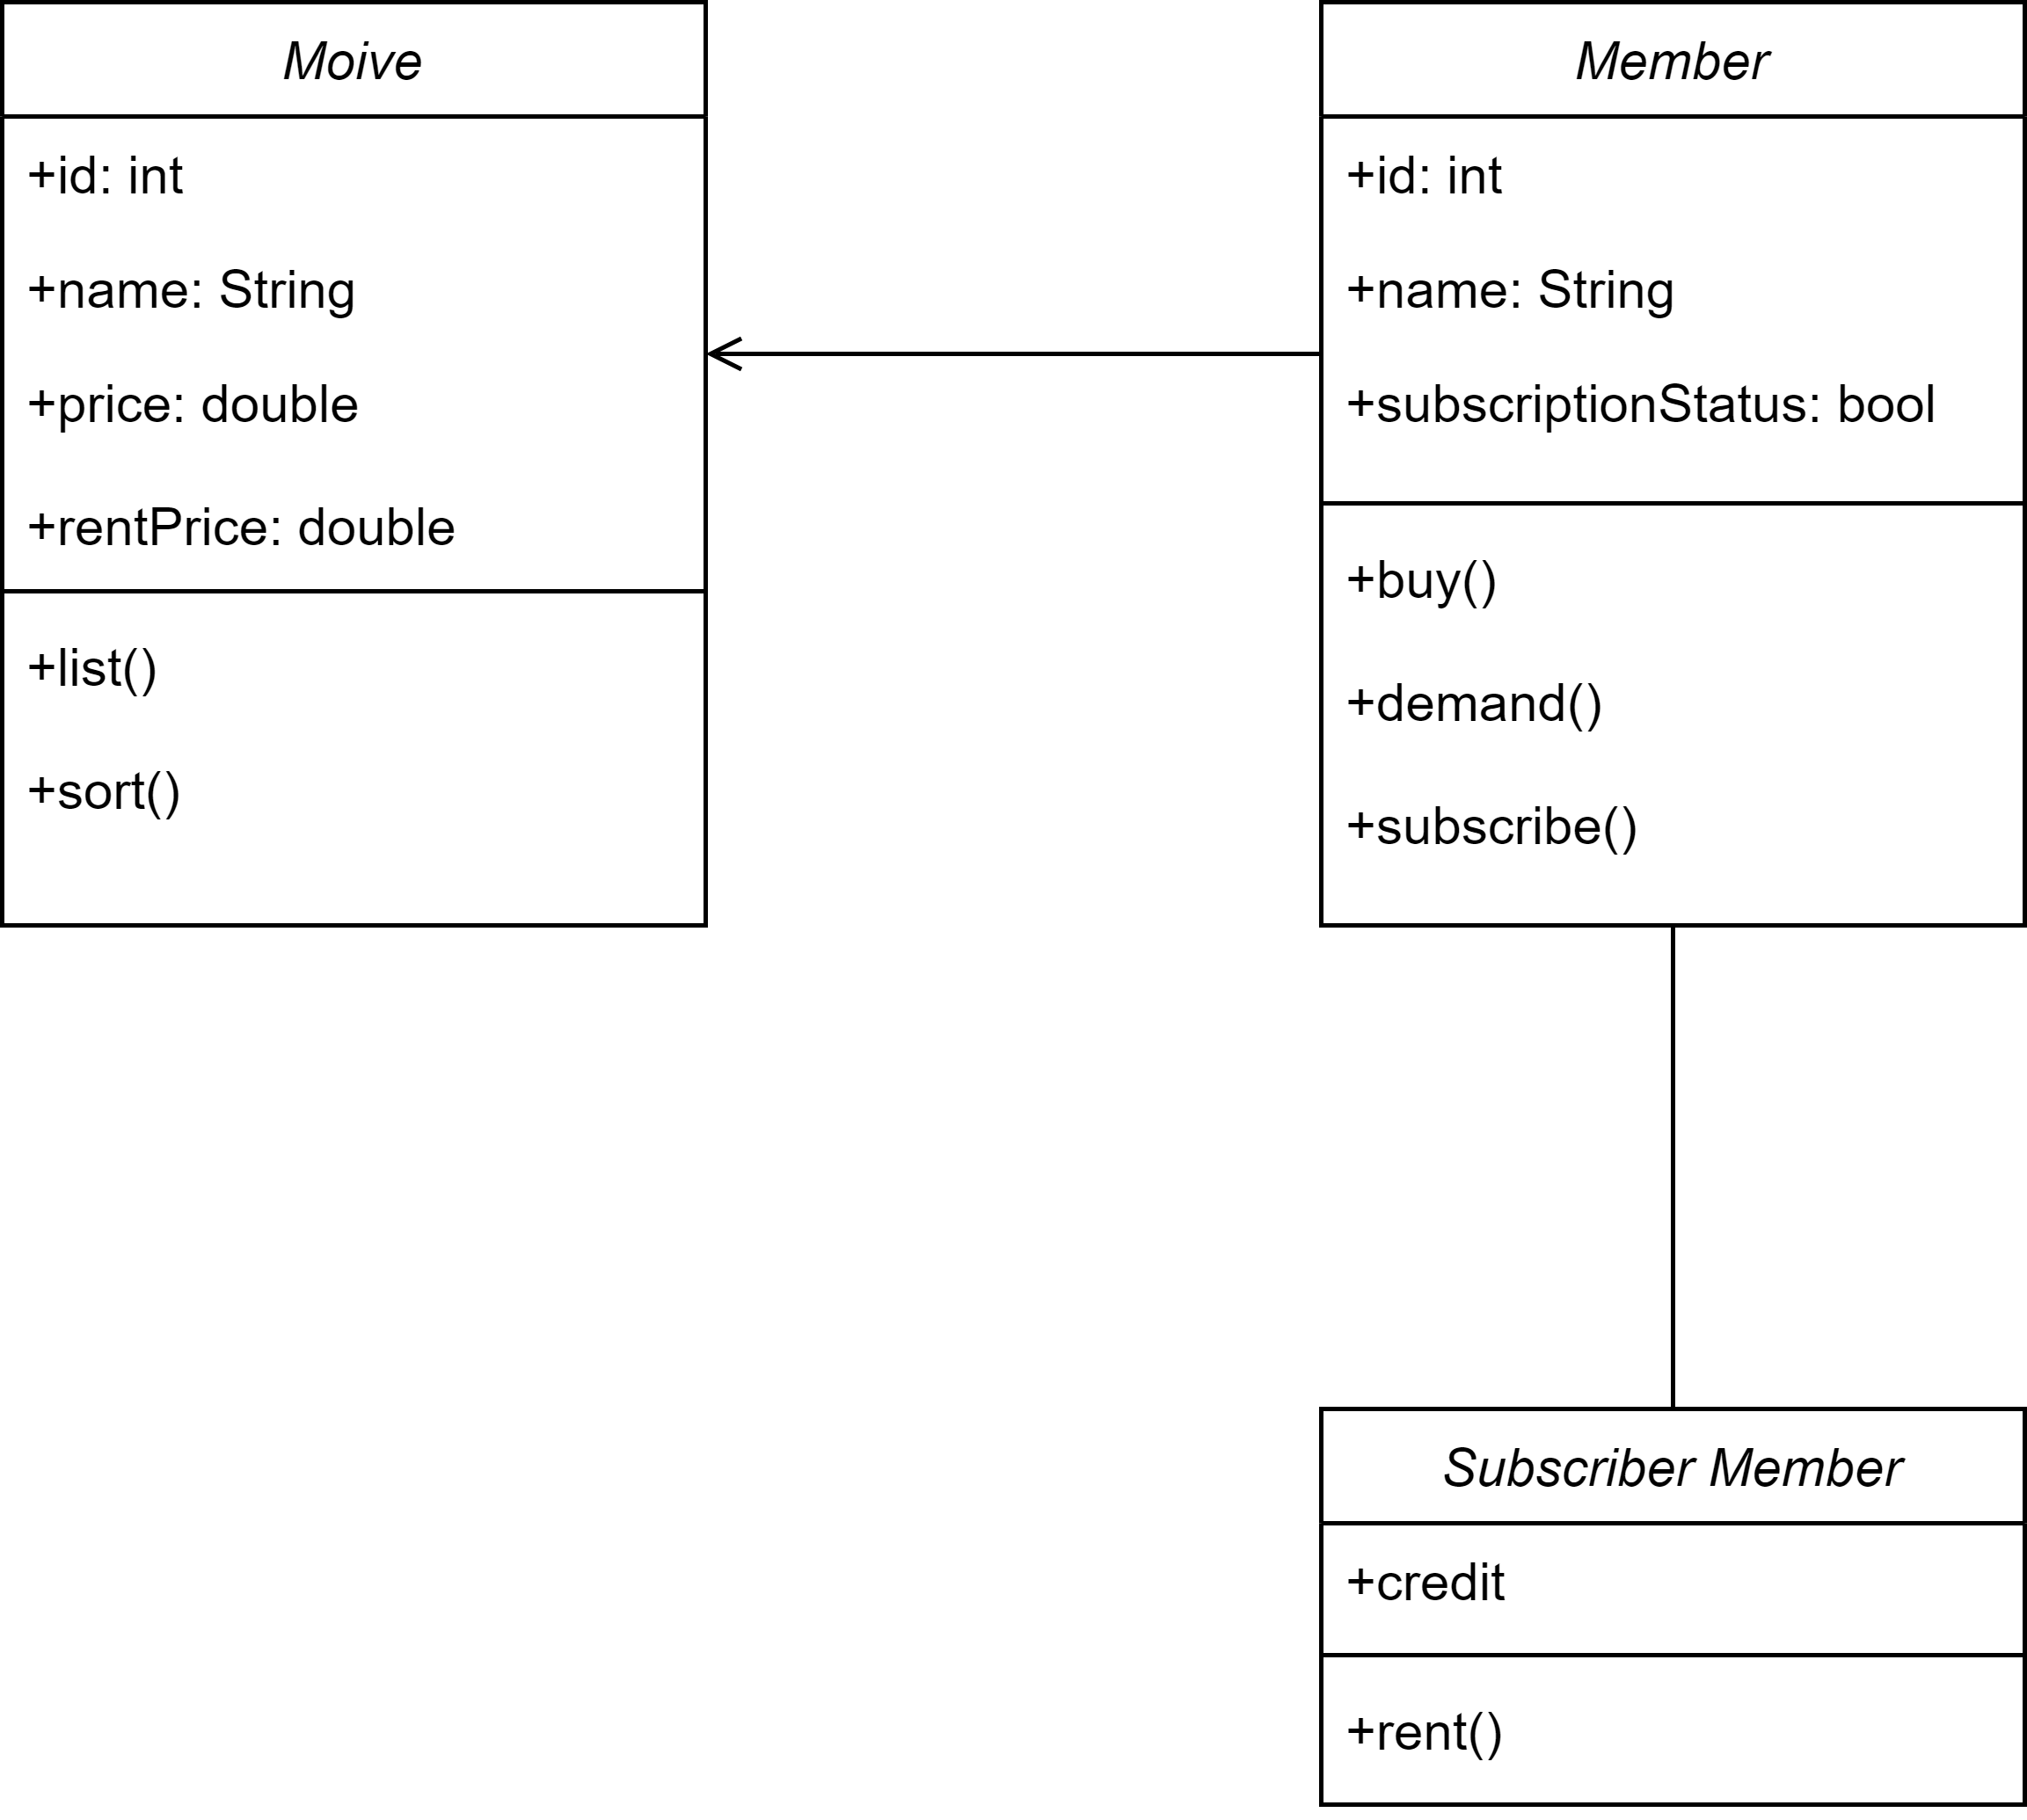 Moive
+id: int
+name: String
+price: double
+rentPrice: double
+list()
+sort()
Member
+id: int
+name: String
+subscriptionStatus: bool
+buy()
+demand()
+subscribe()
Subscriber Member
+credit
+rent()